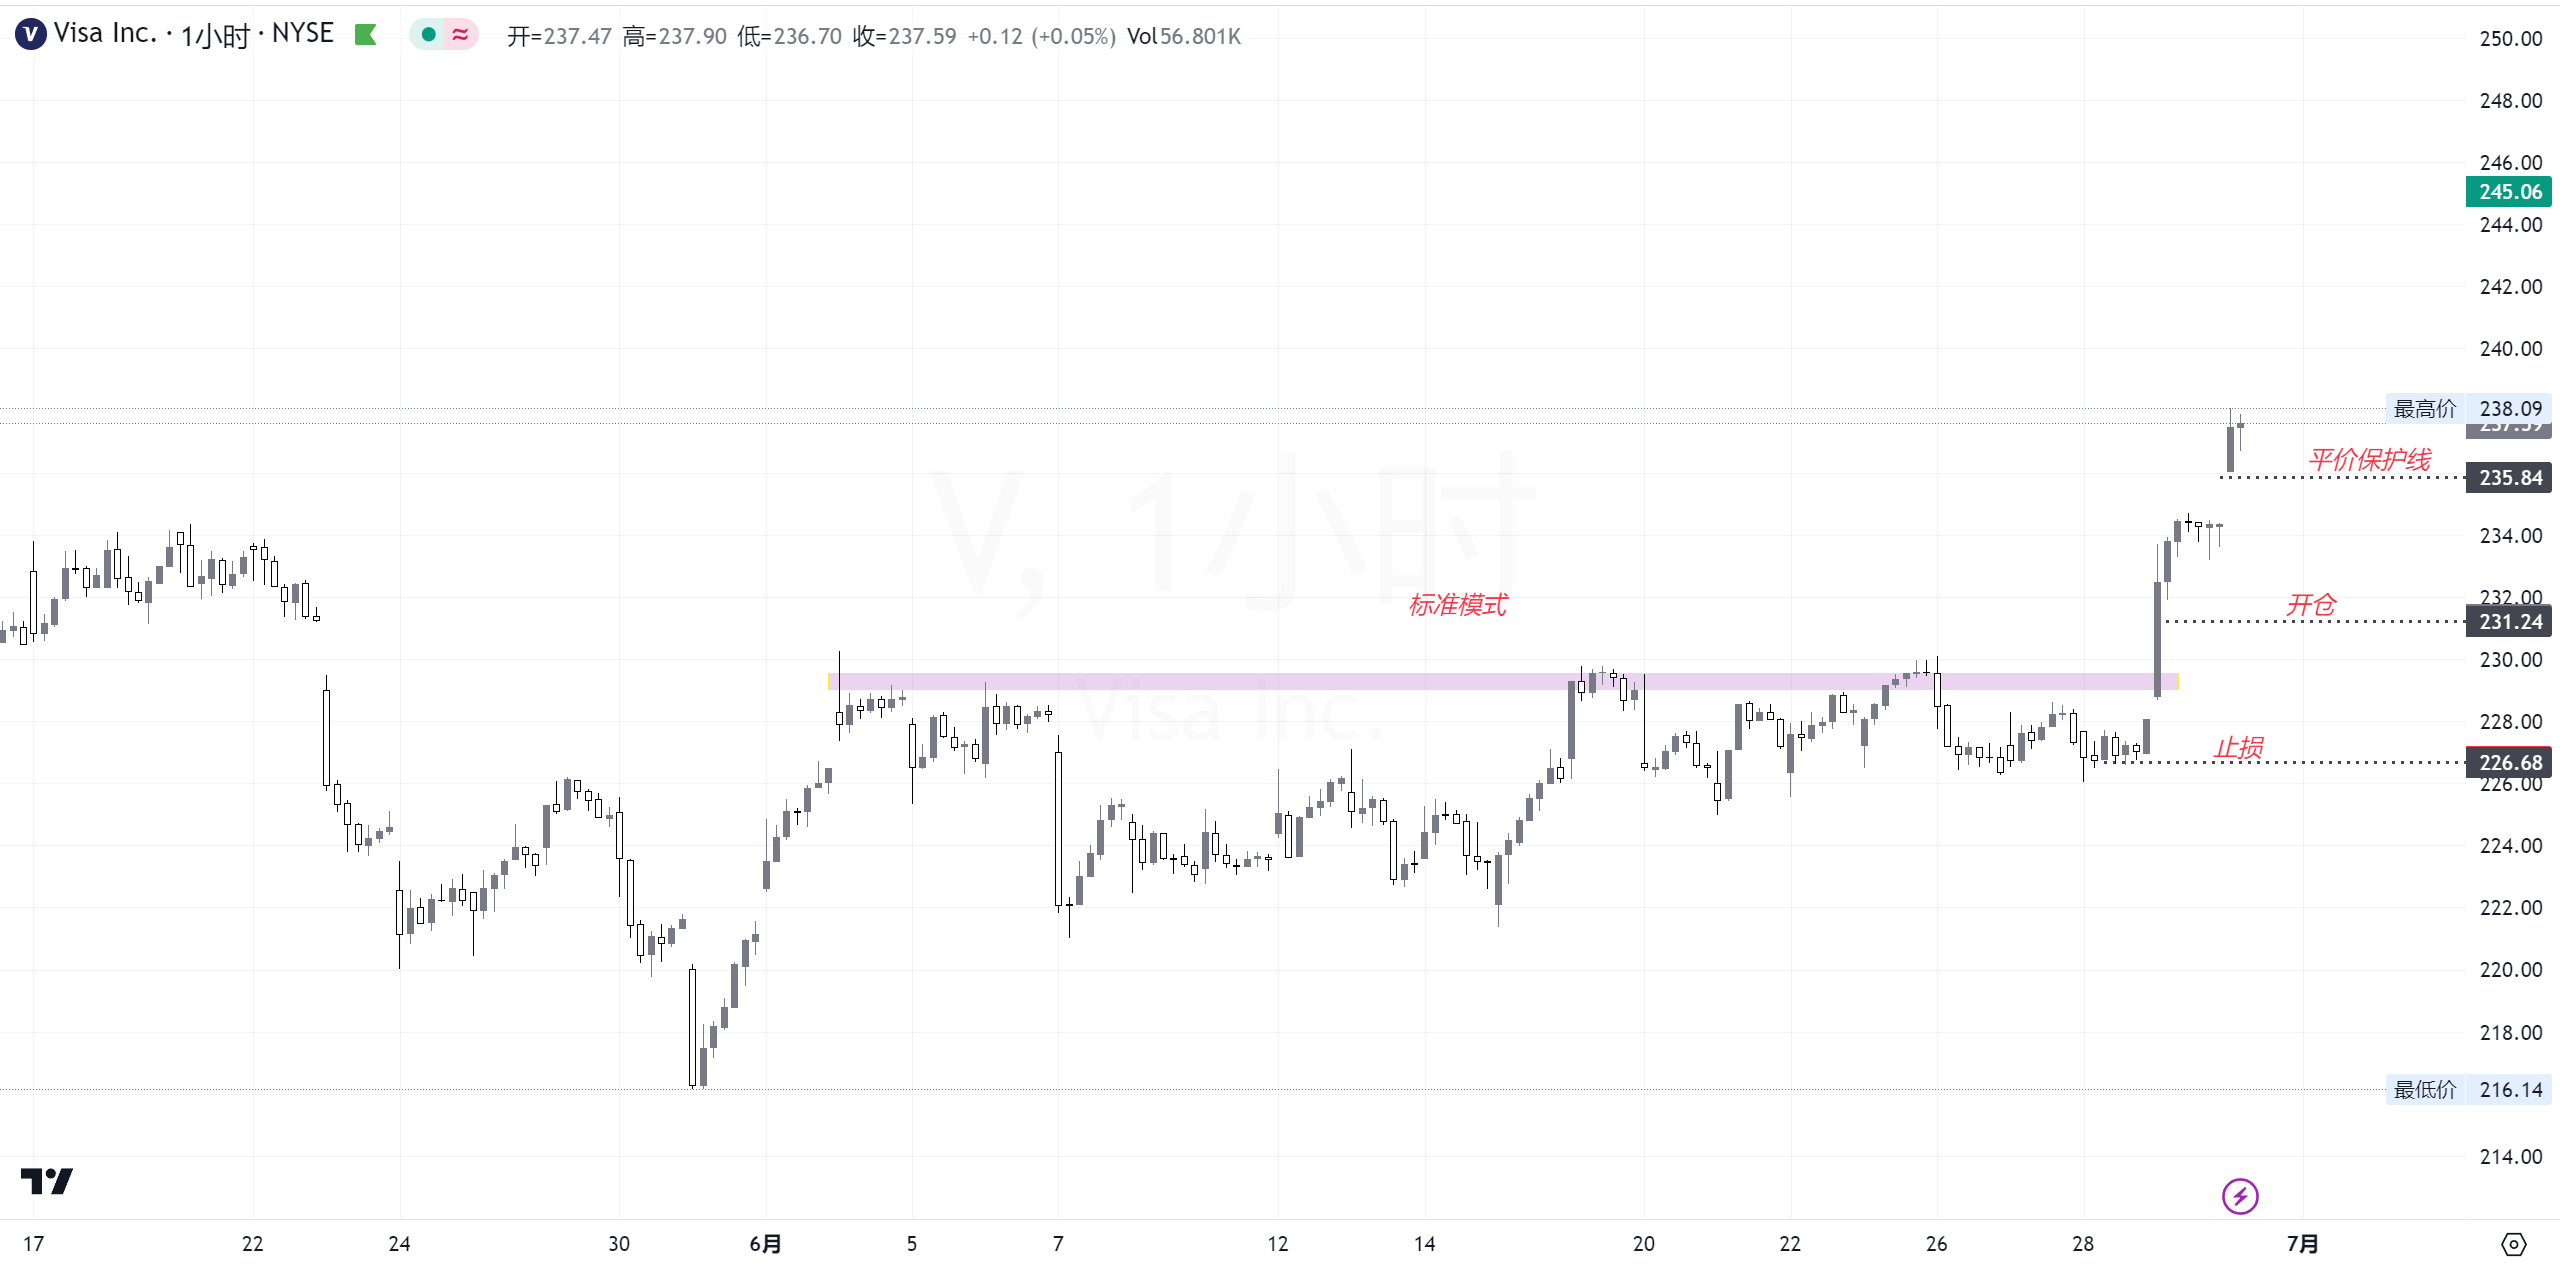 Visa Inc. · 1小时 · NYSE
开=237.47 高=237.90 低=236.70 收=237.59 +0.12 (+0.05%) Vol56.801K
250.00
248.00
246.00
245.06
244.00
242.00
240.00
最高价 238.09
237.59
平价保护线
235.84
234.00
V, 1小时
标准模式
开仓
232.00
231.24
230.00
Visa Inc.
228.00
止损
226.68
226.00
224.00
222.00
220.00
218.00
最低价 216.14
214.00
17 22 24 30 6月 5 7 12 14 20 22 26 28 7月